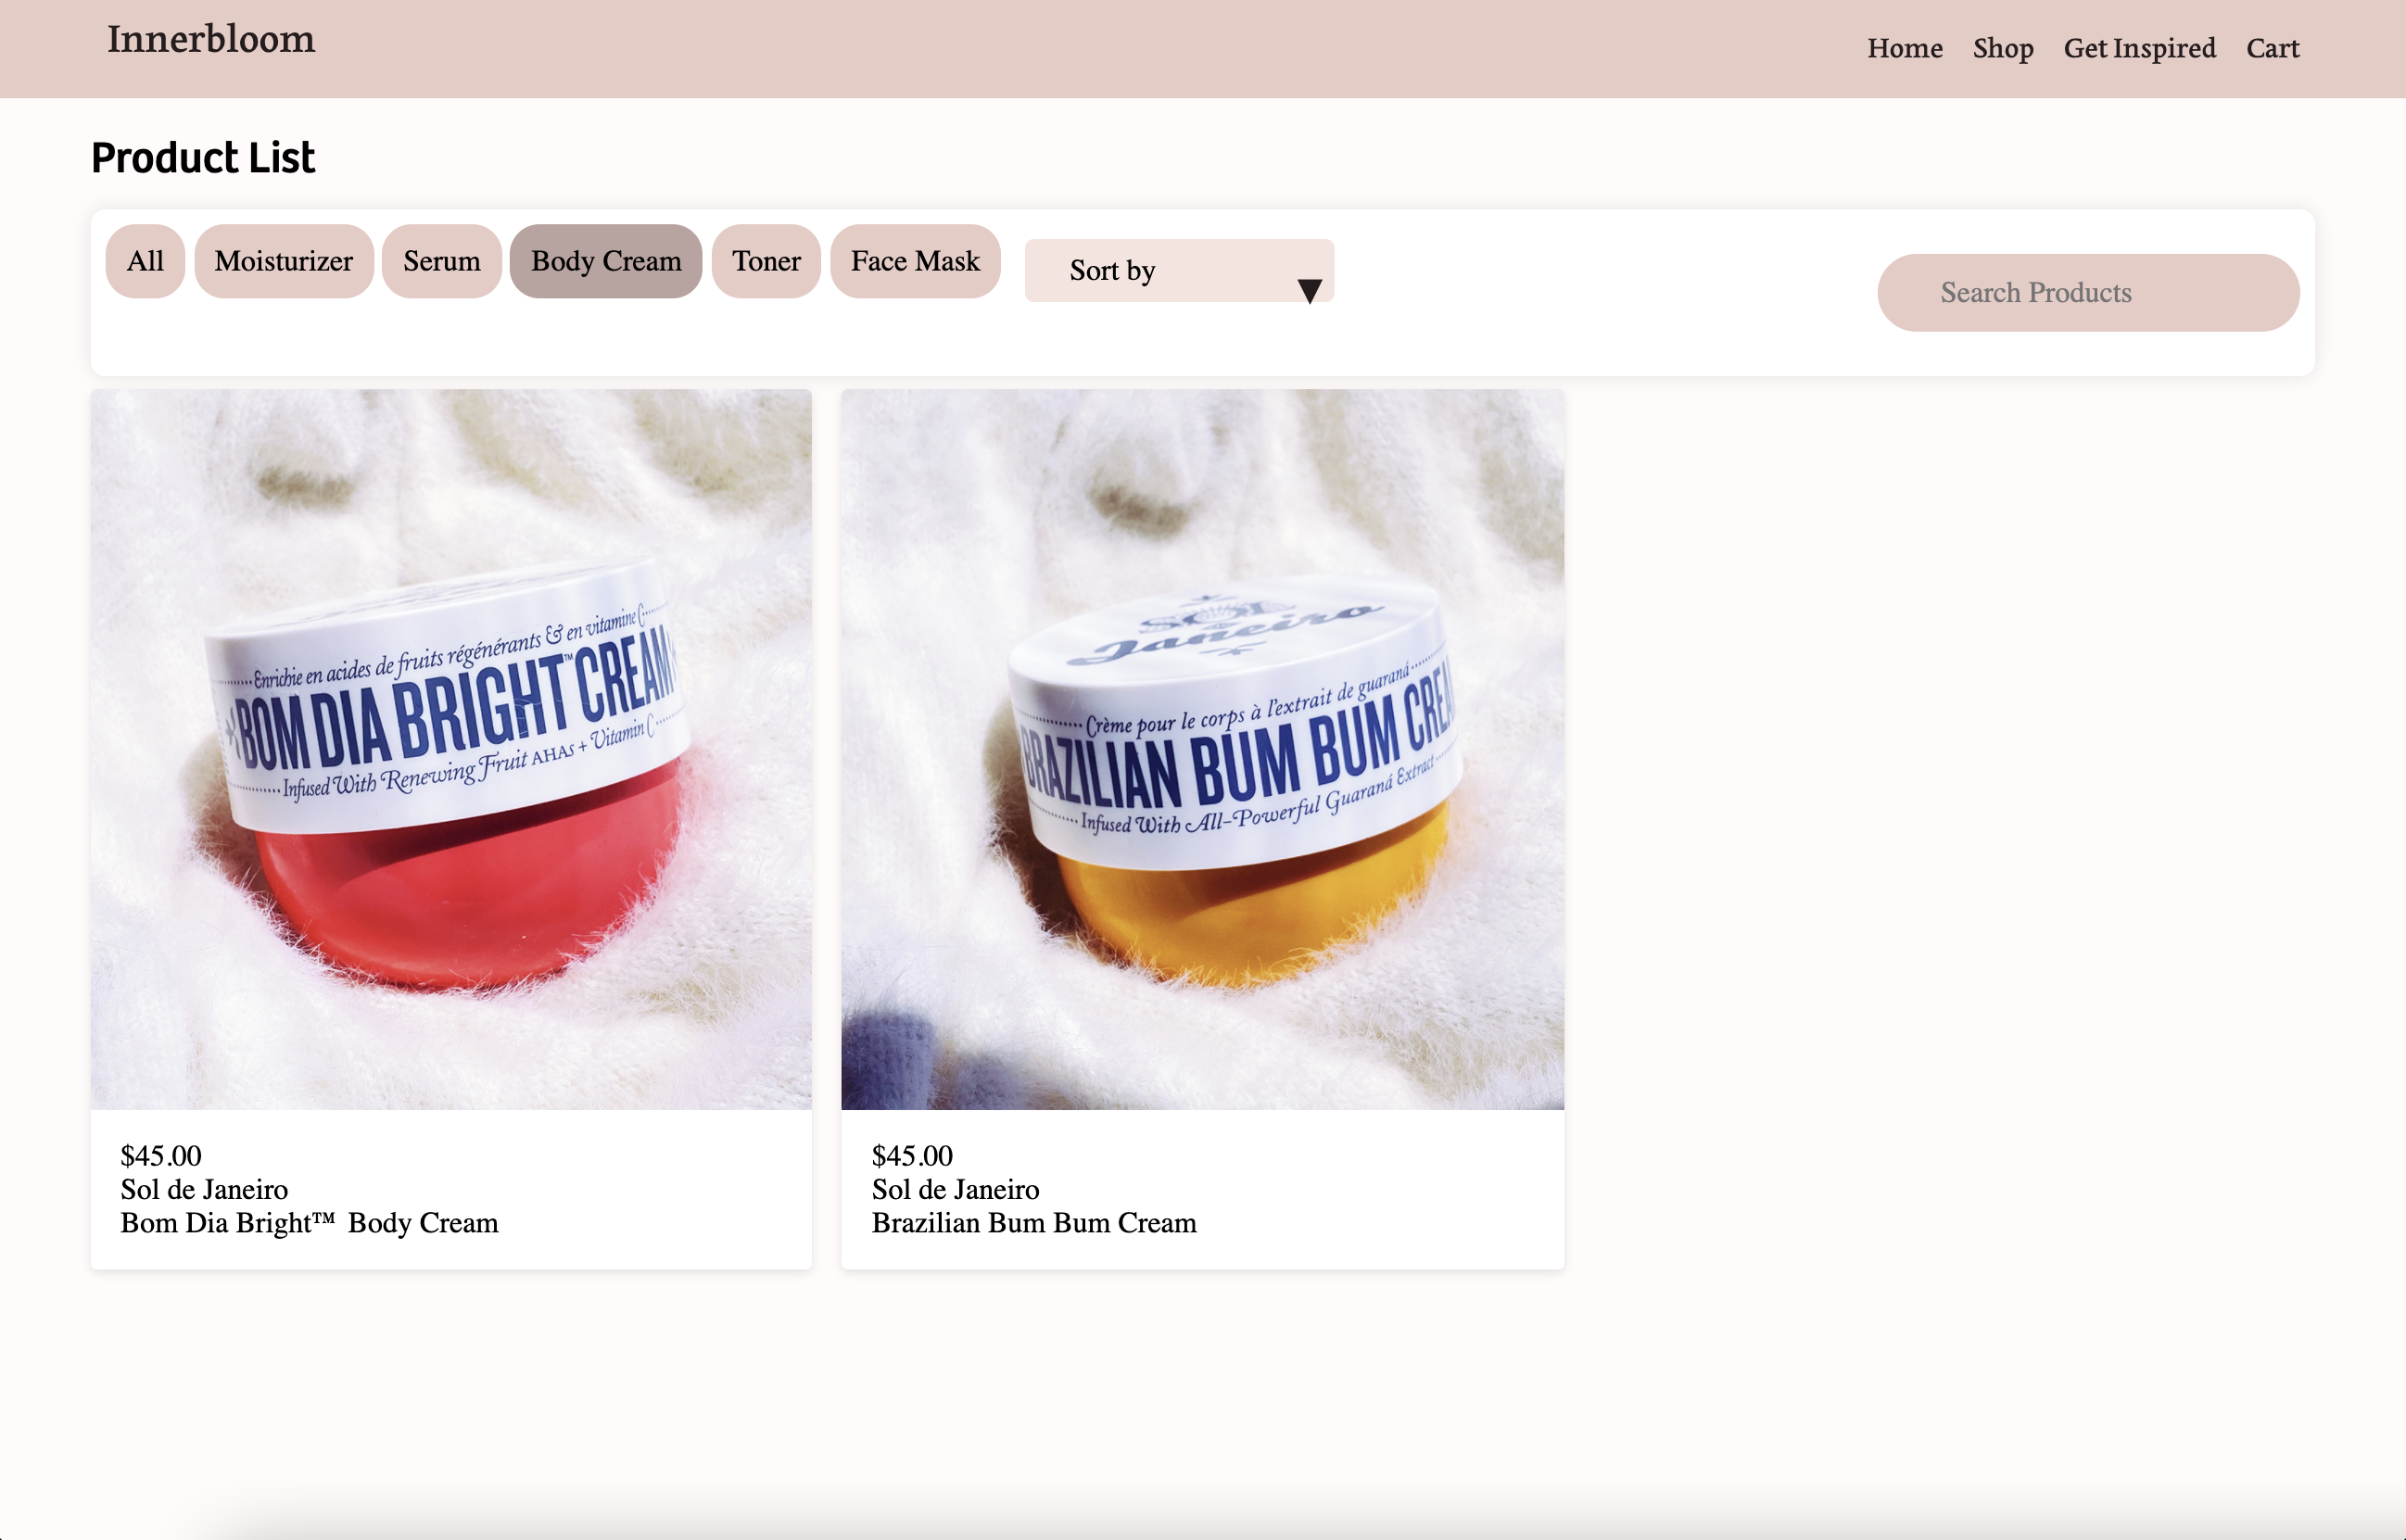 Innerbloom
Home Shop Get Inspired Cart
Product List
All Moisturizer Serum Body Cream Toner Face Mask Sort by ▼ Search Products
Enrichie en acides de fruits régénérants & en vitamine C
BOM DIA BRIGHT™ CREAM
Infused With Renewing Fruit AHAs + Vitamin C
SOL
Janeiro
Crème pour le corps à l'extrait de guaraná
BRAZILIAN BUM BUM CREA
Infused With All-Powerful Guaraná Extract
$45.00
Sol de Janeiro
Bom Dia Bright™ Body Cream
$45.00
Sol de Janeiro
Brazilian Bum Bum Cream